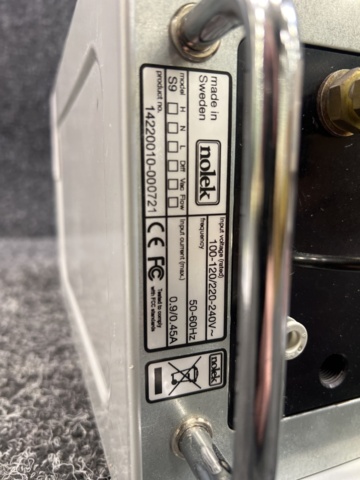 made in
Sweden
nolek
Input voltage (rated)
100-120/220-240V~
model H N L Diff Vac. Flow
S9
frequency
50-60Hz
product no.
14220010-000721
Input current (max.)
0.9/0.45A
CE FC Tested to comply
with FCC standards
nolek